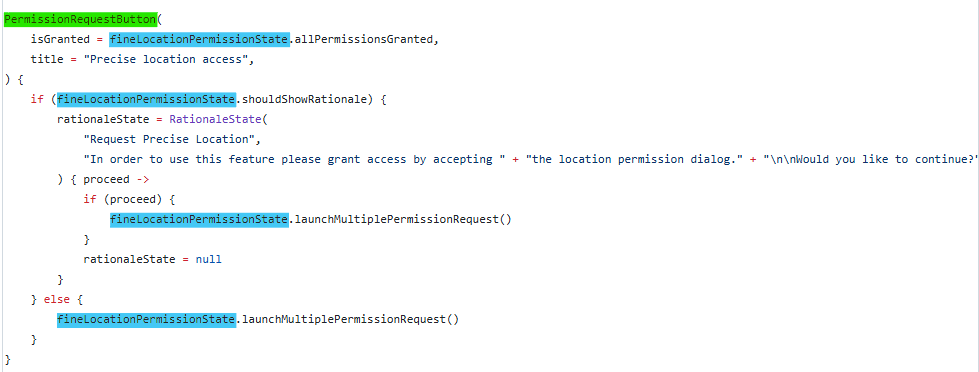 PermissionRequestButton(
    isGranted = fineLocationPermissionState.allPermissionsGranted,
    title = "Precise location access",
) {
    if (fineLocationPermissionState.shouldShowRationale) {
        rationaleState = RationaleState(
            "Request Precise Location",
            "In order to use this feature please grant access by accepting " + "the location permission dialog." + "\n\nWould you like to continue?"
        ) { proceed ->
            if (proceed) {
                fineLocationPermissionState.launchMultiplePermissionRequest()
            }
            rationaleState = null
        }
    } else {
        fineLocationPermissionState.launchMultiplePermissionRequest()
    }
}